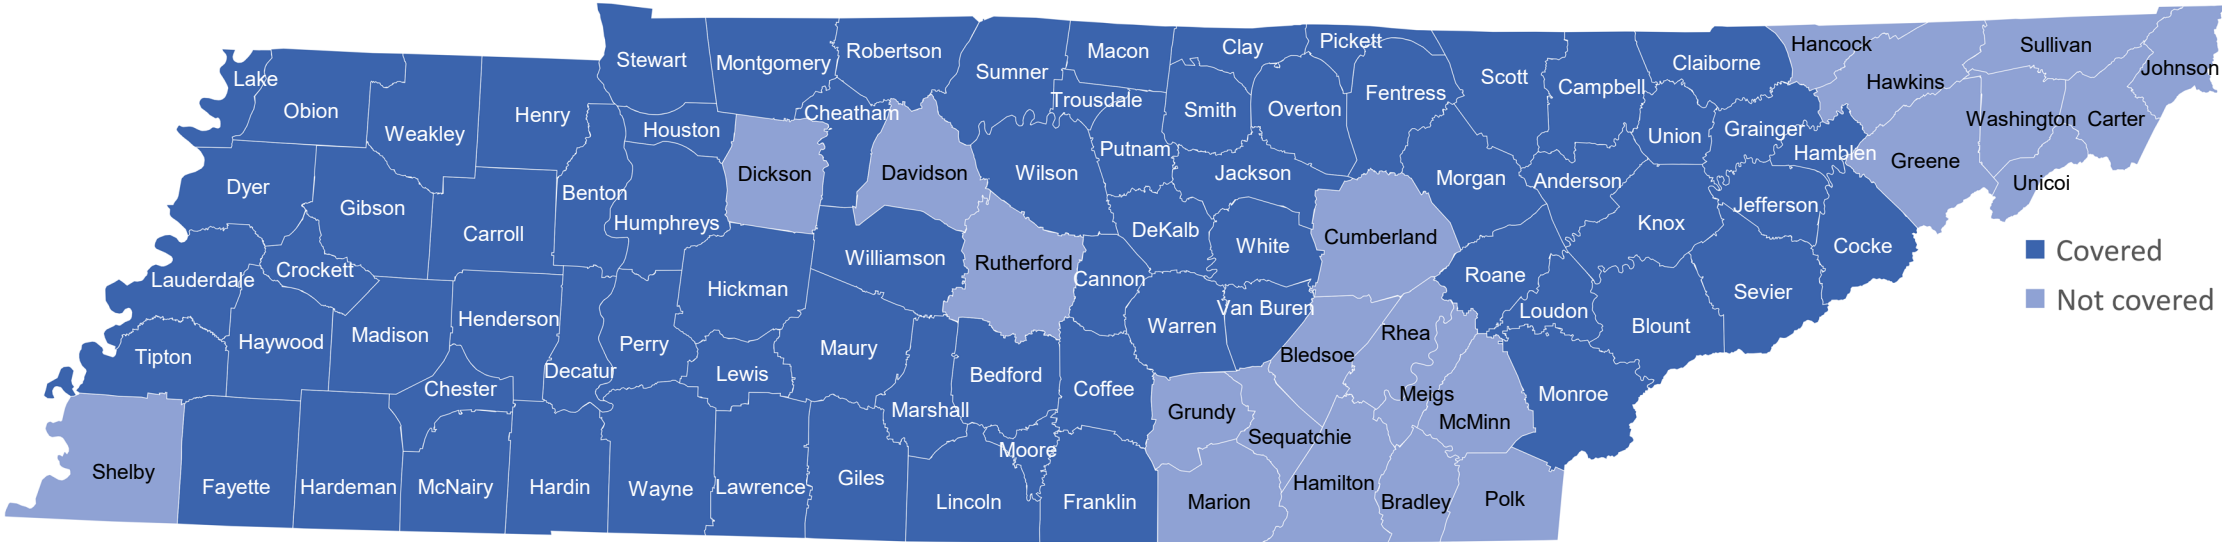 Stewart
Montgomery
Robertson
Sumner
Macon
Clay
Pickett
Scott
Campbell
Claiborne
Hancock
Hawkins
Sullivan
Johnson
Lake
Obion
Weakley
Henry
Houston
Cheatham
Trousdale
Smith
Overton
Fentress
Union
Grainger
Hamblen
Greene
Washington
Carter
Unicoi
Dyer
Gibson
Carroll
Benton
Humphreys
Dickson
Davidson
Wilson
Putnam
Jackson
Morgan
Anderson
Knox
Jefferson
Cocke
Lauderdale
Crockett
Hickman
Williamson
Rutherford
Cannon
DeKalb
White
Cumberland
Roane
Loudon
Blount
Sevier
Covered
Not covered
Tipton
Haywood
Madison
Henderson
Decatur
Perry
Lewis
Maury
Bedford
Coffee
Warren
Van Buren
Bledsoe
Rhea
Meigs
McMinn
Monroe
Chester
Marshall
Moore
Grundy
Sequatchie
Shelby
Fayette
Hardeman
McNairy
Hardin
Wayne
Lawrence
Giles
Lincoln
Franklin
Marion
Hamilton
Bradley
Polk